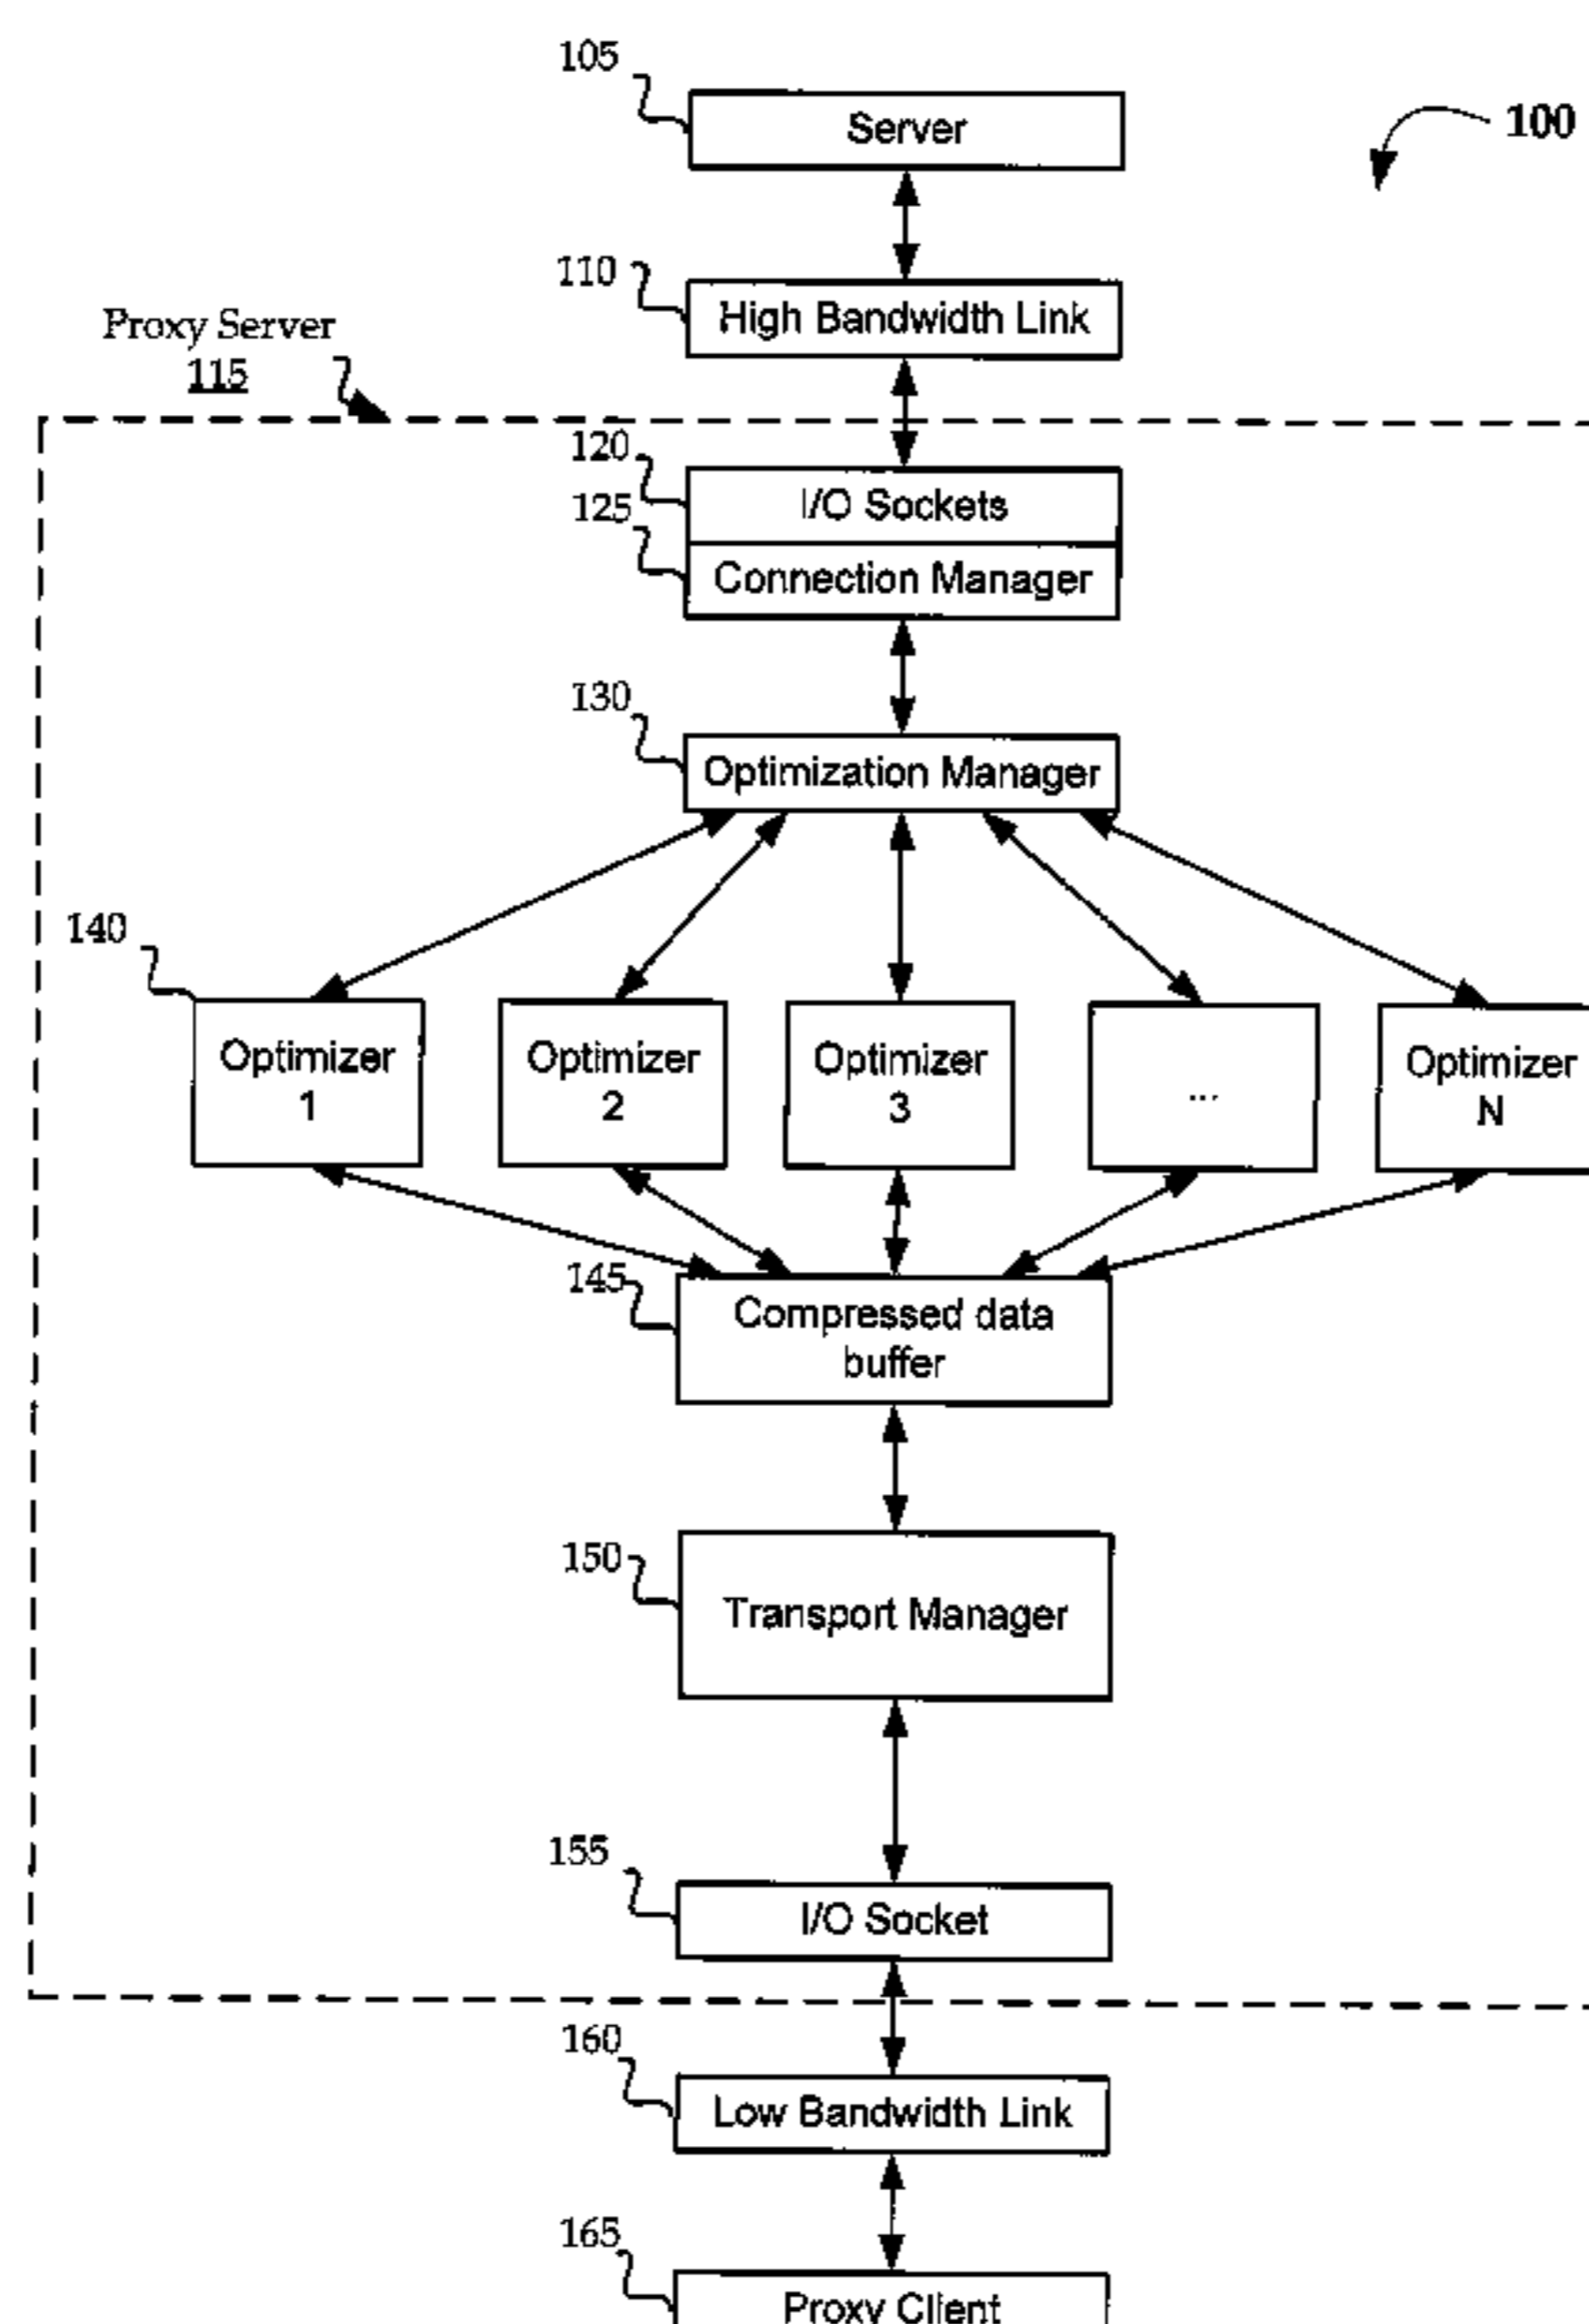 105
Server
100
110
High Bandwidth Link
Proxy Server
115
120
I/O Sockets
125
Connection Manager
130
Optimization Manager
140
Optimizer
1
Optimizer
2
Optimizer
3
...
Optimizer
N
145
Compressed data
buffer
150
Transport Manager
155
I/O Socket
160
Low Bandwidth Link
165
Proxy Client